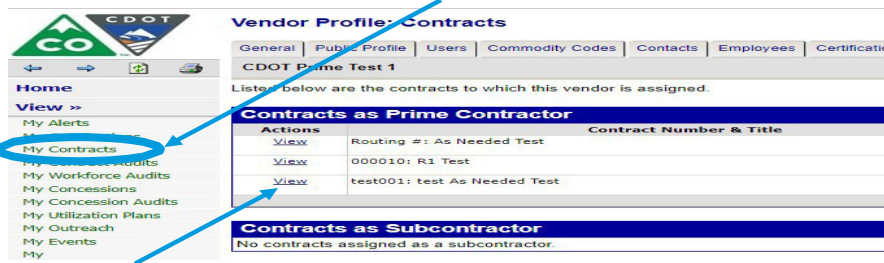 CDOT
CO
Vendor Profile: Contracts
General Public Profile Users Commodity Codes Contacts Employees
CDOT Prime Test 1
Home
Listed below are the contracts to which this vendor is assigned.
View »
Contracts as Prime Contractor
My Alerts
Actions Contract Number & Title
My
View Routing #: As Needed Test
My Contracts
View 000010: R1 Test
My Contract Audits
My Workforce Audits
View test001: test As Needed Test
My Concessions
My Concession Audits
My Utilization Plans
My Outreach
Contracts as Subcontractor
My Events
No contracts assigned as a subcontractor.
My